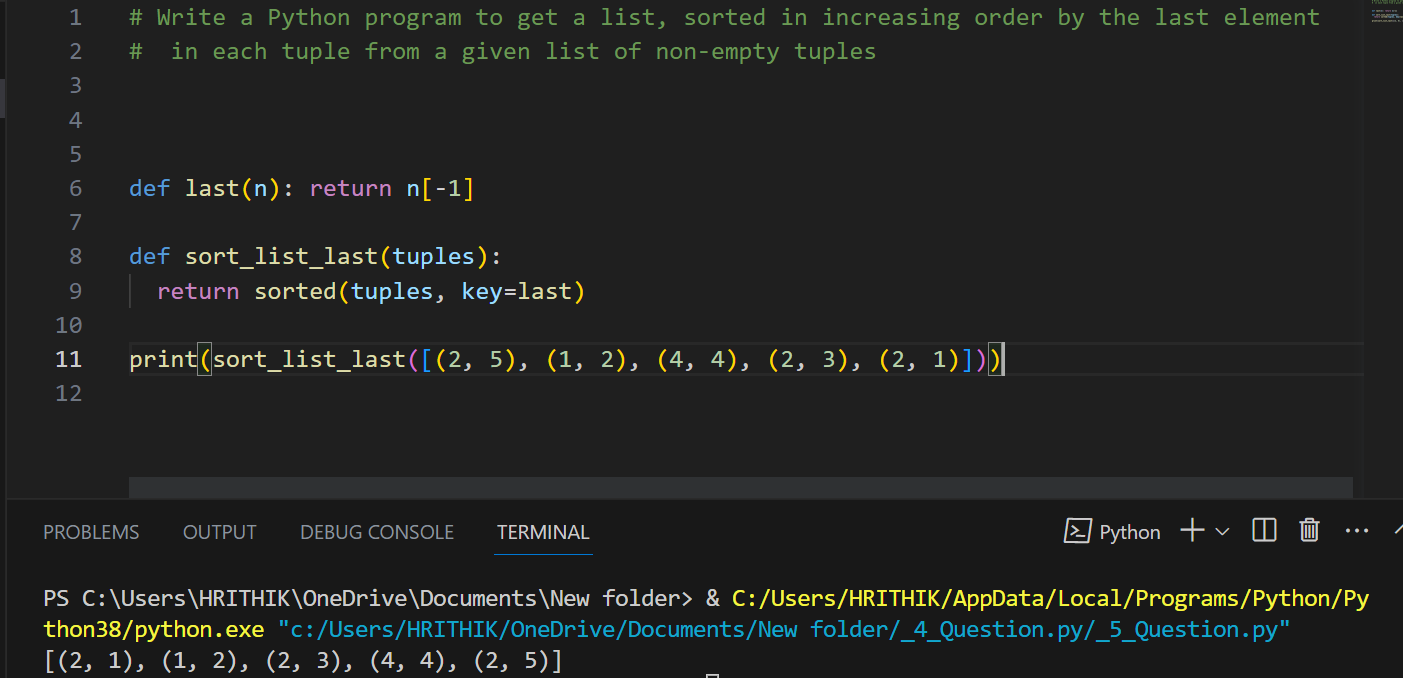 1 # Write a Python program to get a list, sorted in increasing order by the last element
2 #  in each tuple from a given list of non-empty tuples
3
4
5
6 def last(n): return n[-1]
7
8 def sort_list_last(tuples):
9   return sorted(tuples, key=last)
10
11 print(sort_list_last([(2, 5), (1, 2), (4, 4), (2, 3), (2, 1)]))
12
PROBLEMS OUTPUT DEBUG CONSOLE TERMINAL Python
PS C:\Users\HRITHIK\OneDrive\Documents\New folder> & C:/Users/HRITHIK/AppData/Local/Programs/Python/Py
thon38/python.exe "c:/Users/HRITHIK/OneDrive/Documents/New folder/_4_Question.py/_5_Question.py"
[(2, 1), (1, 2), (2, 3), (4, 4), (2, 5)]